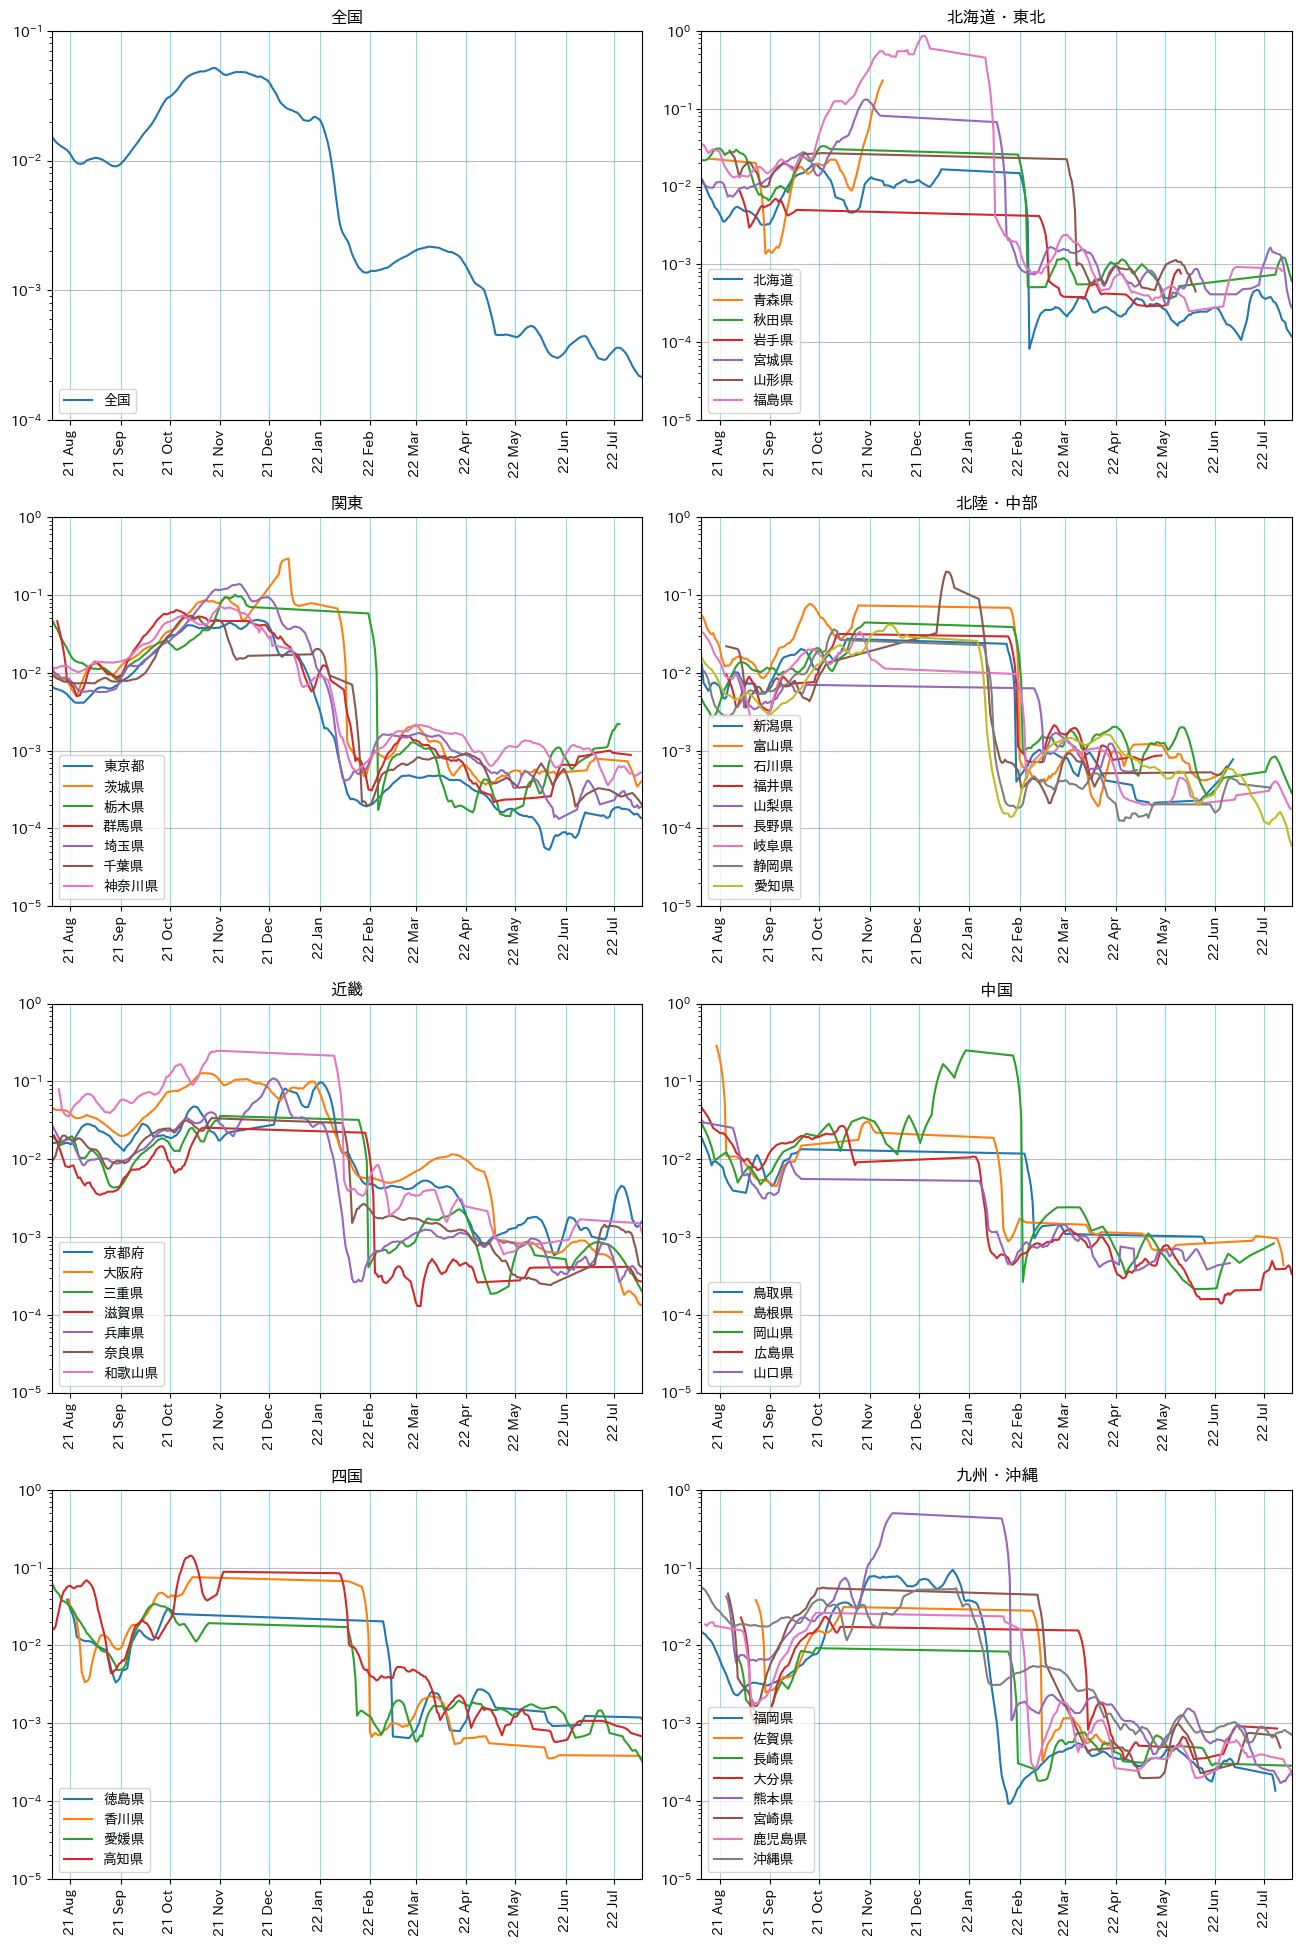 全国
10⁻¹
10⁻²
10⁻³
10⁻⁴
全国
21 Aug
21 Sep
21 Oct
21 Nov
21 Dec
22 Jan
22 Feb
22 Mar
22 Apr
22 May
22 Jun
22 Jul
北海道・東北
10⁰
10⁻¹
10⁻²
10⁻³
10⁻⁴
10⁻⁵
北海道
青森県
秋田県
岩手県
宮城県
山形県
福島県
21 Aug
21 Sep
21 Oct
21 Nov
21 Dec
22 Jan
22 Feb
22 Mar
22 Apr
22 May
22 Jun
22 Jul
関東
10⁰
10⁻¹
10⁻²
10⁻³
10⁻⁴
10⁻⁵
東京都
茨城県
栃木県
群馬県
埼玉県
千葉県
神奈川県
21 Aug
21 Sep
21 Oct
21 Nov
21 Dec
22 Jan
22 Feb
22 Mar
22 Apr
22 May
22 Jun
22 Jul
北陸・中部
10⁰
10⁻¹
10⁻²
10⁻³
10⁻⁴
10⁻⁵
新潟県
富山県
石川県
福井県
山梨県
長野県
岐阜県
静岡県
愛知県
21 Aug
21 Sep
21 Oct
21 Nov
21 Dec
22 Jan
22 Feb
22 Mar
22 Apr
22 May
22 Jun
22 Jul
近畿
10⁰
10⁻¹
10⁻²
10⁻³
10⁻⁴
10⁻⁵
京都府
大阪府
三重県
滋賀県
兵庫県
奈良県
和歌山県
21 Aug
21 Sep
21 Oct
21 Nov
21 Dec
22 Jan
22 Feb
22 Mar
22 Apr
22 May
22 Jun
22 Jul
中国
10⁰
10⁻¹
10⁻²
10⁻³
10⁻⁴
10⁻⁵
鳥取県
島根県
岡山県
広島県
山口県
21 Aug
21 Sep
21 Oct
21 Nov
21 Dec
22 Jan
22 Feb
22 Mar
22 Apr
22 May
22 Jun
22 Jul
四国
10⁰
10⁻¹
10⁻²
10⁻³
10⁻⁴
10⁻⁵
徳島県
香川県
愛媛県
高知県
21 Aug
21 Sep
21 Oct
21 Nov
21 Dec
22 Jan
22 Feb
22 Mar
22 Apr
22 May
22 Jun
22 Jul
九州・沖縄
10⁰
10⁻¹
10⁻²
10⁻³
10⁻⁴
10⁻⁵
福岡県
佐賀県
長崎県
大分県
熊本県
宮崎県
鹿児島県
沖縄県
21 Aug
21 Sep
21 Oct
21 Nov
21 Dec
22 Jan
22 Feb
22 Mar
22 Apr
22 May
22 Jun
22 Jul